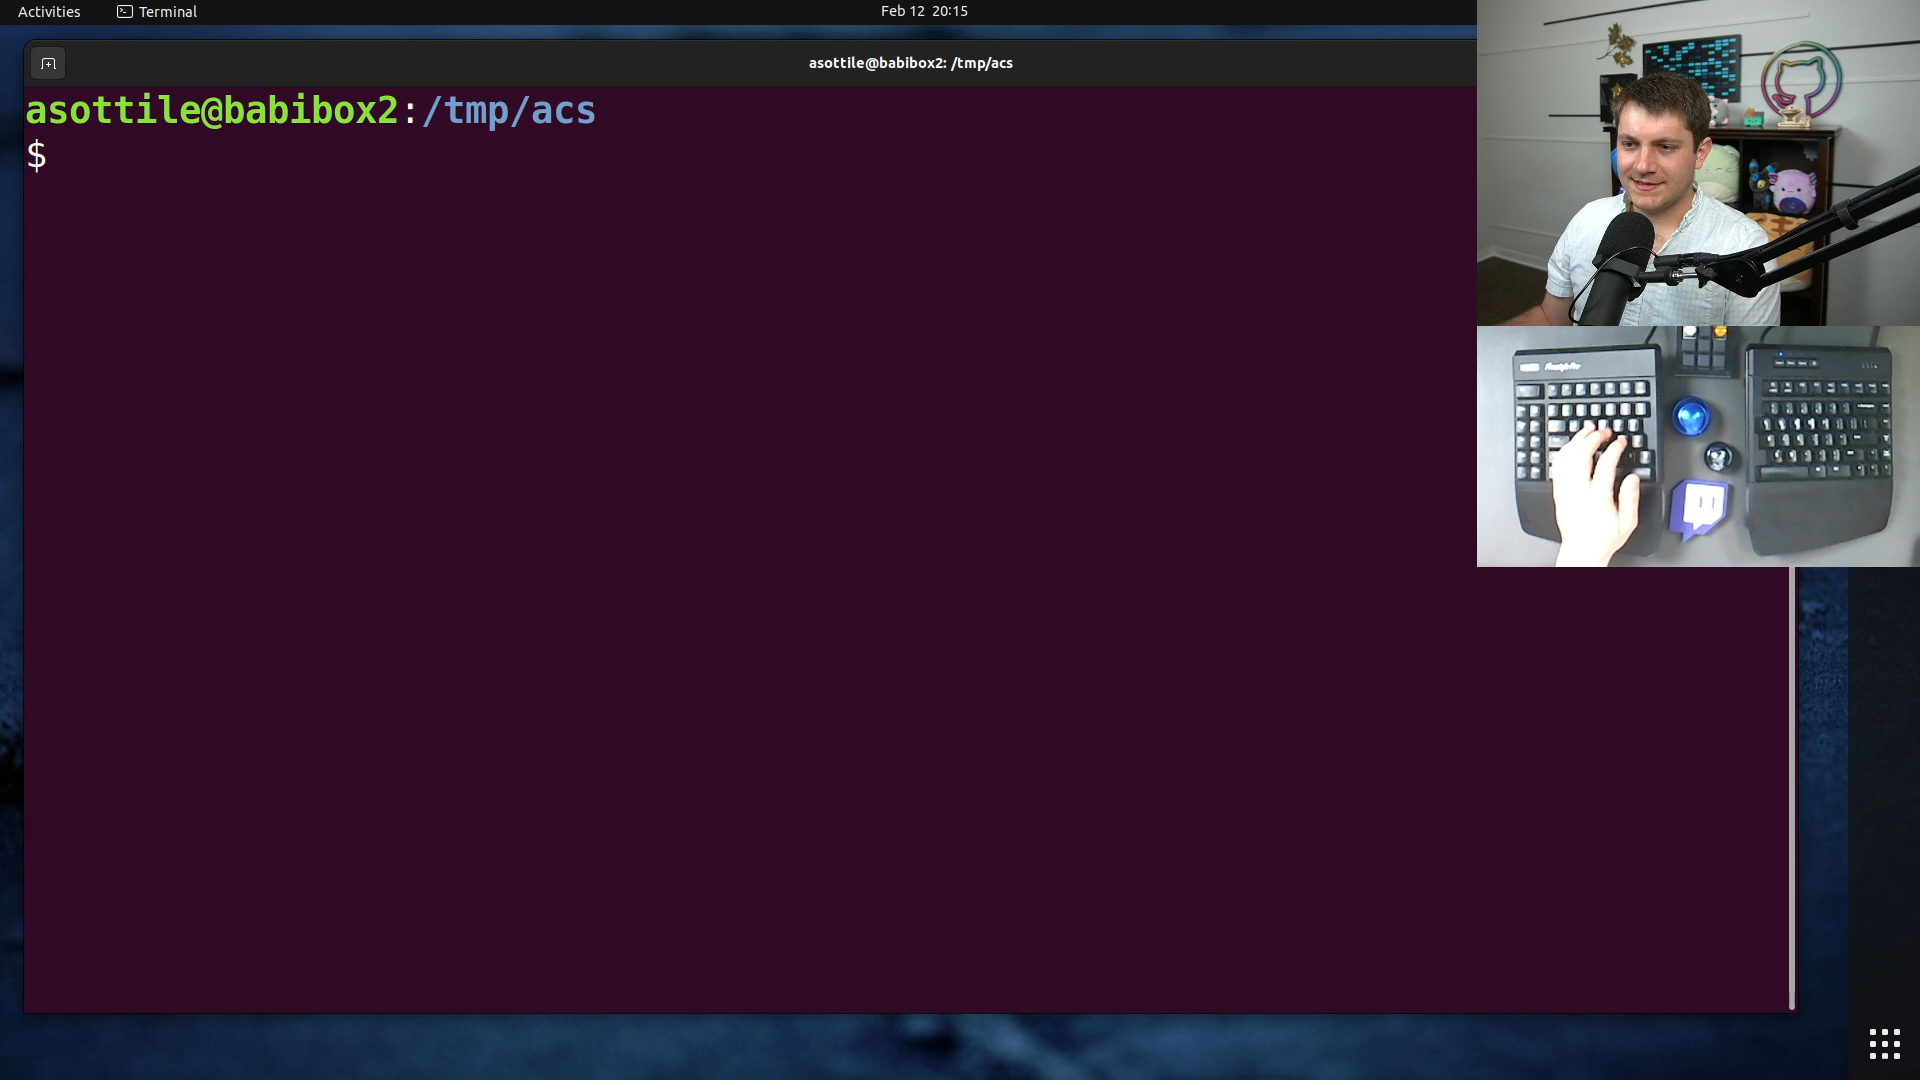 Activities
Terminal
Feb 12 20:15
asottile@babibox2: /tmp/acs
asottile@babibox2:/tmp/acs
$